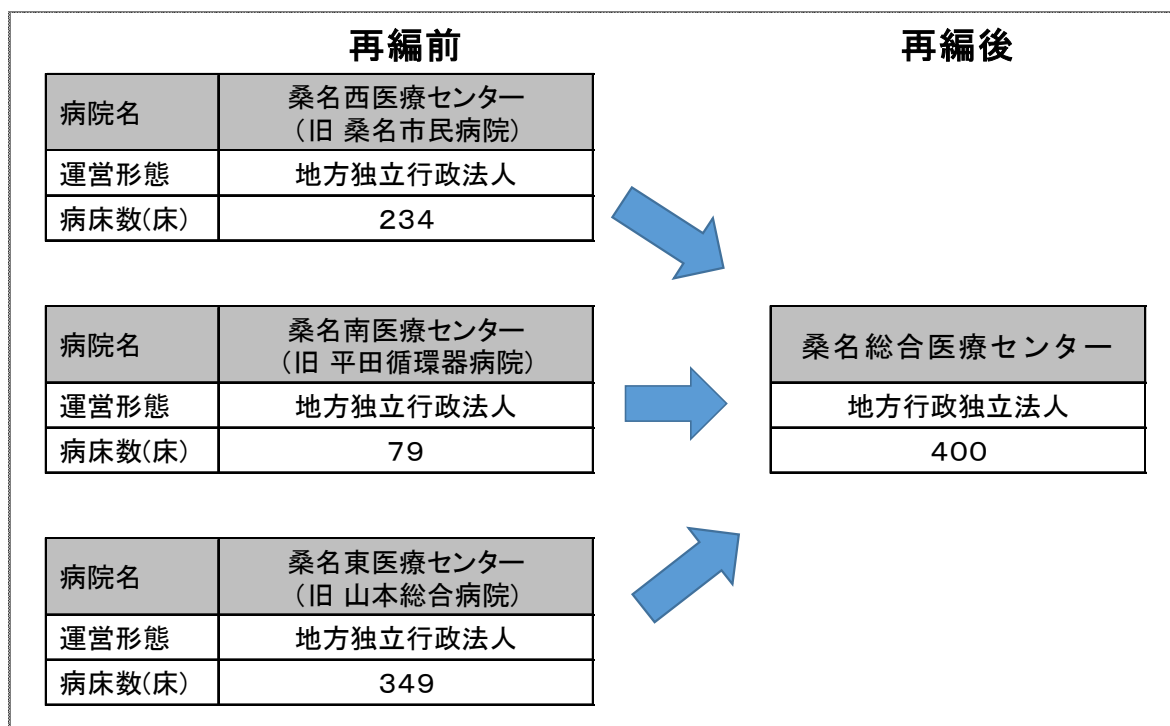 再編前
再編後
病院名
桑名西医療センター
（旧 桑名市民病院）
運営形態
地方独立行政法人
病床数(床)
234
病院名
桑名南医療センター
（旧 平田循環器病院）
運営形態
地方独立行政法人
病床数(床)
79
病院名
桑名東医療センター
（旧 山本総合病院）
運営形態
地方独立行政法人
病床数(床)
349
桑名総合医療センター
地方行政独立法人
400